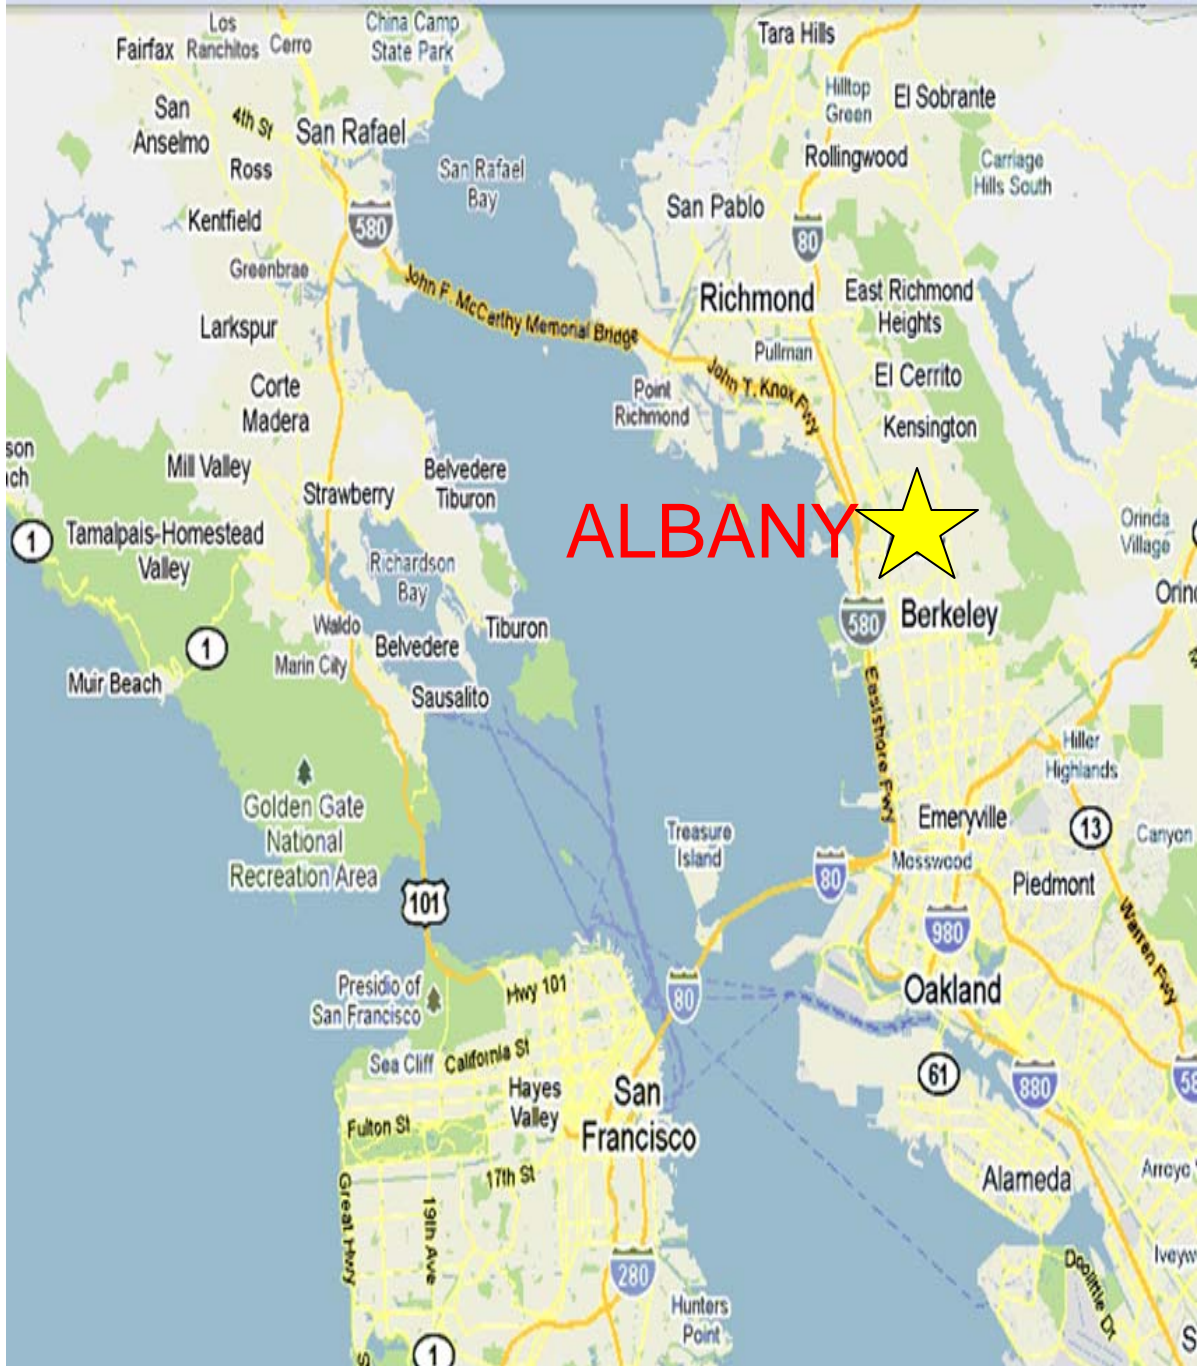 Los
Ranchitos
Fairfax
Cerro
China Camp
State Park
Tara Hills
Hilltop
Green
El Sobrante
San
Anselmo
4th St
San Rafael
Ross
San Rafael
Bay
Rollingwood
Carriage
Hills South
Kentfield
580
San Pablo
80
Greenbrae
John F. McCarthy Memorial Bridge
Richmond
East Richmond
Heights
Larkspur
Pullman
John T. Knox Fwy
El Cerrito
Corte
Madera
Point
Richmond
Kensington
son
ach
Mill Valley
Belvedere
Tiburon
Strawberry
ALBANY
1
Tamalpais-Homestead
Valley
Orinda
Village
Richardson
Bay
Orin
580
Berkeley
Waldo
Tiburon
1
Belvedere
Marin City
Muir Beach
Sausalito
Eastshore Fwy
Hiller
Highlands
Golden Gate
National
Recreation Area
Treasure
Island
Emeryville
13
Canyon
80
Mosswood
Piedmont
101
980
Warren Fwy
Presidio of
San Francisco
Hwy 101
80
Oakland
Sea Cliff
California St
61
880
58
Hayes
Valley
San
Francisco
Fulton St
17th St
Alameda
Arroyo
Great Hwy
19th Ave
280
Doolittle Dr
Iveyw
Hunters
Point
1
S
S